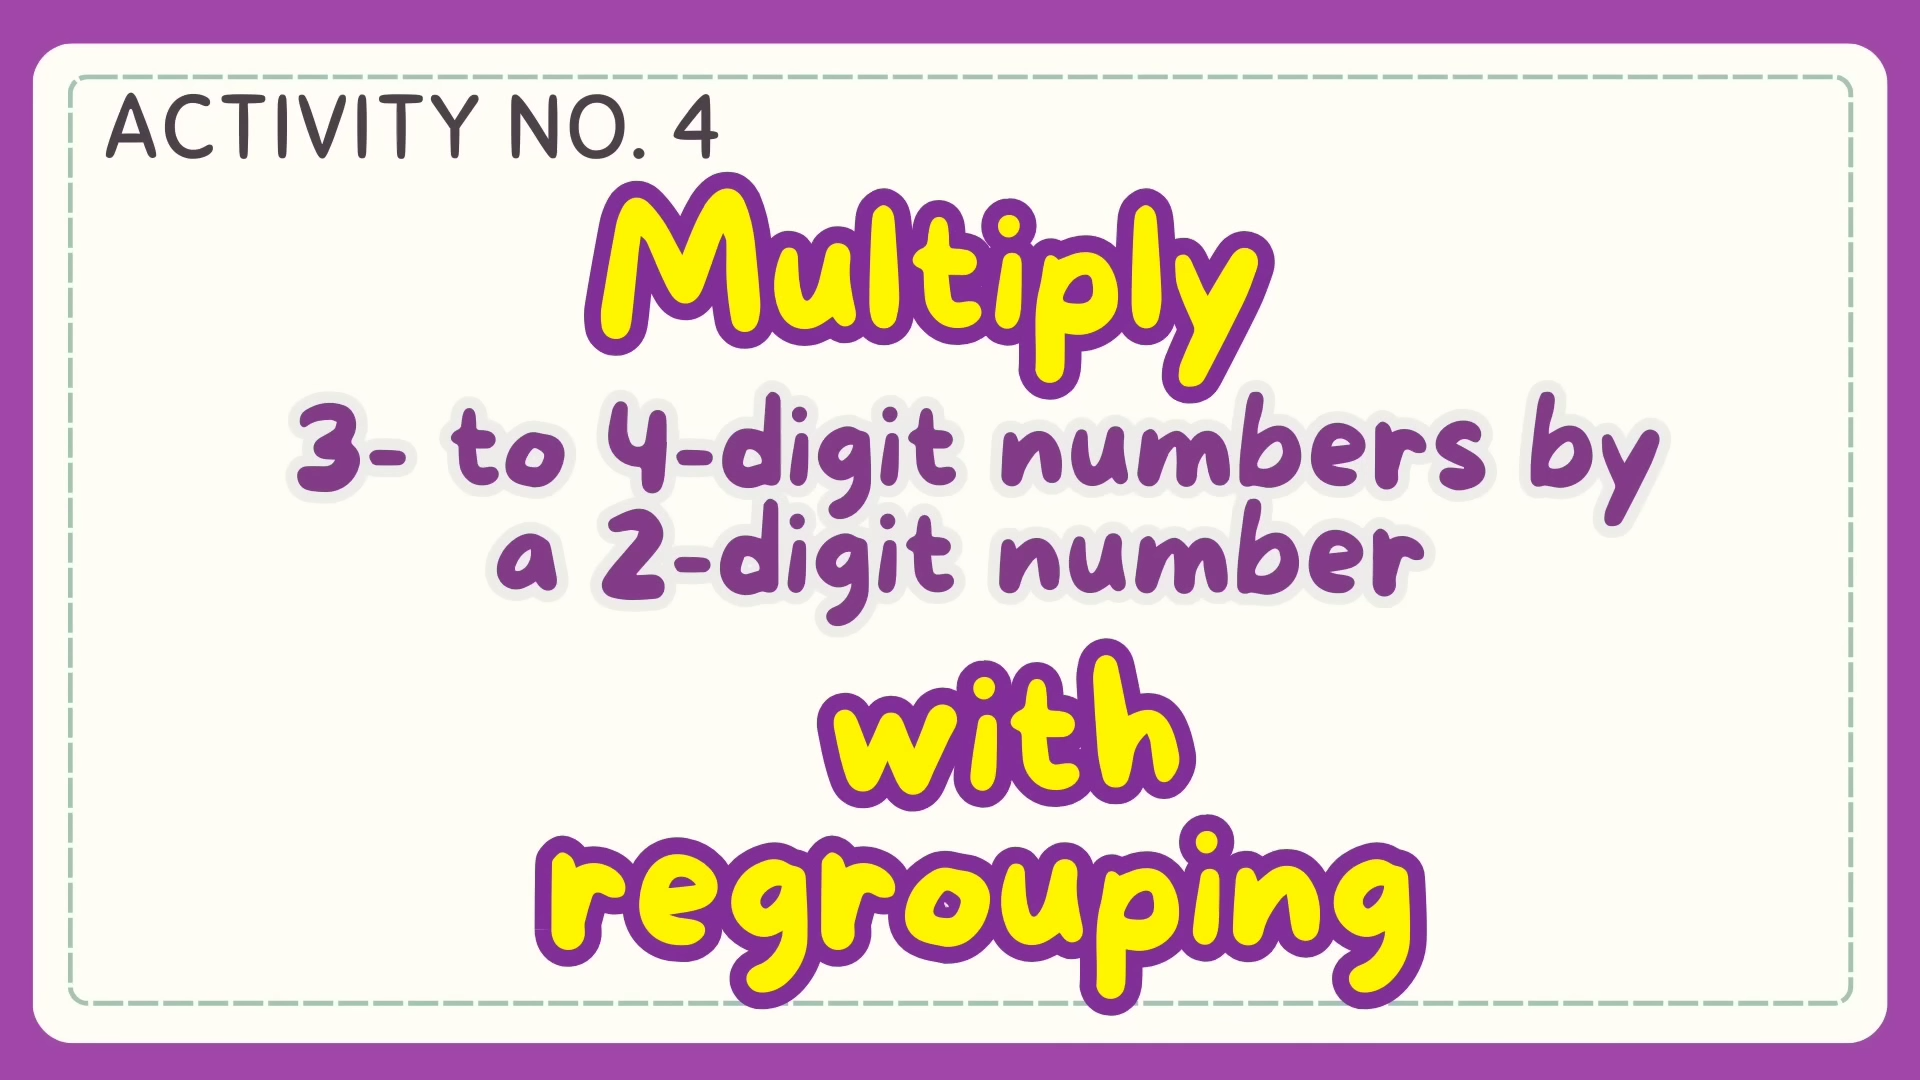 ACTIVITY NO. 4
Multiply
3- to 4-digit numbers by
a 2-digit number
with
regrouping